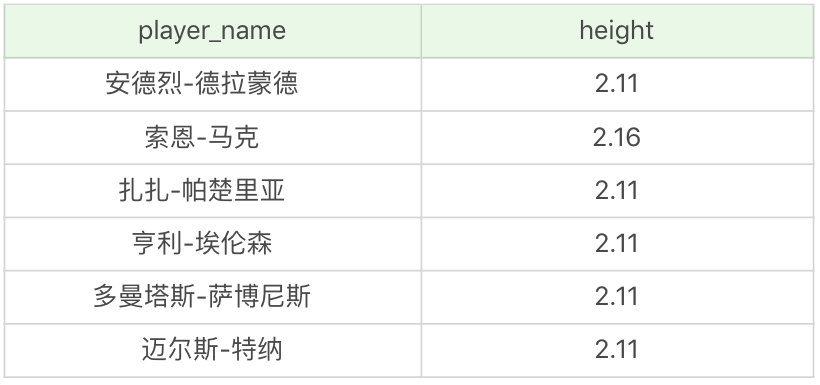 player_name height
安德烈-德拉蒙德 2.11
索恩-马克 2.16
扎扎-帕楚里亚 2.11
亨利-埃伦森 2.11
多曼塔斯-萨博尼斯 2.11
迈尔斯-特纳 2.11